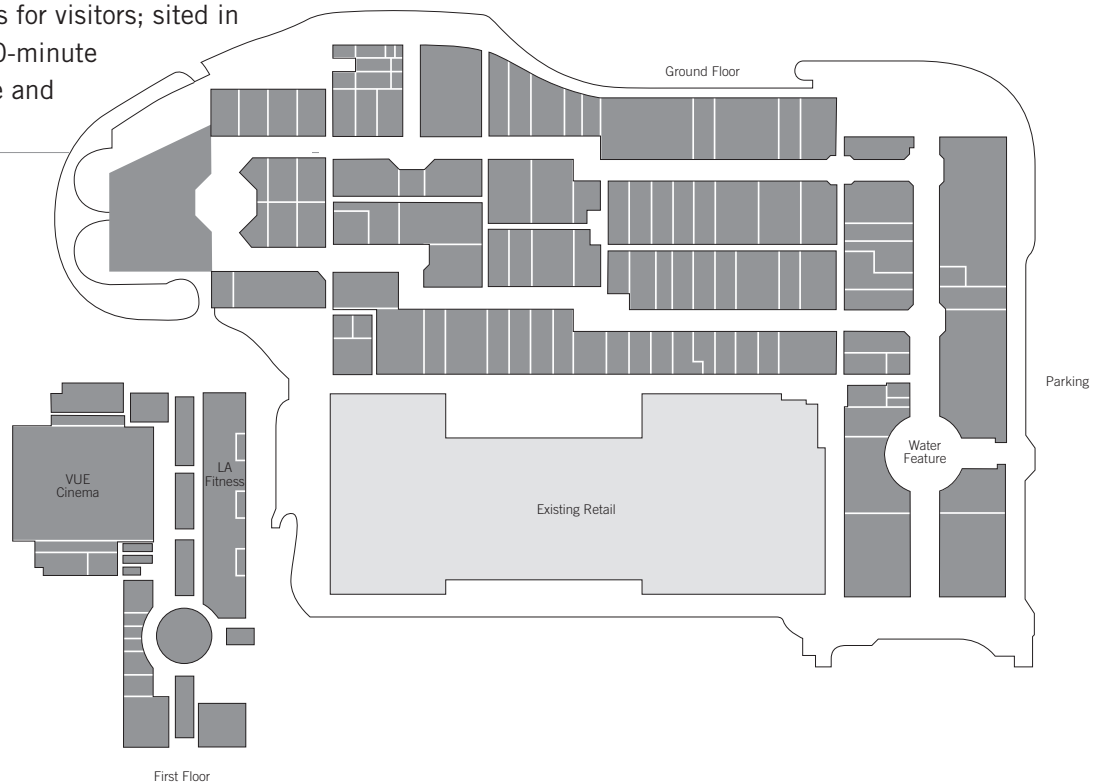 s for visitors; sited in
0-minute
e and
Ground Floor
Parking
Water
Feature
LA
Fitness
VUE
Cinema
Existing Retail
First Floor